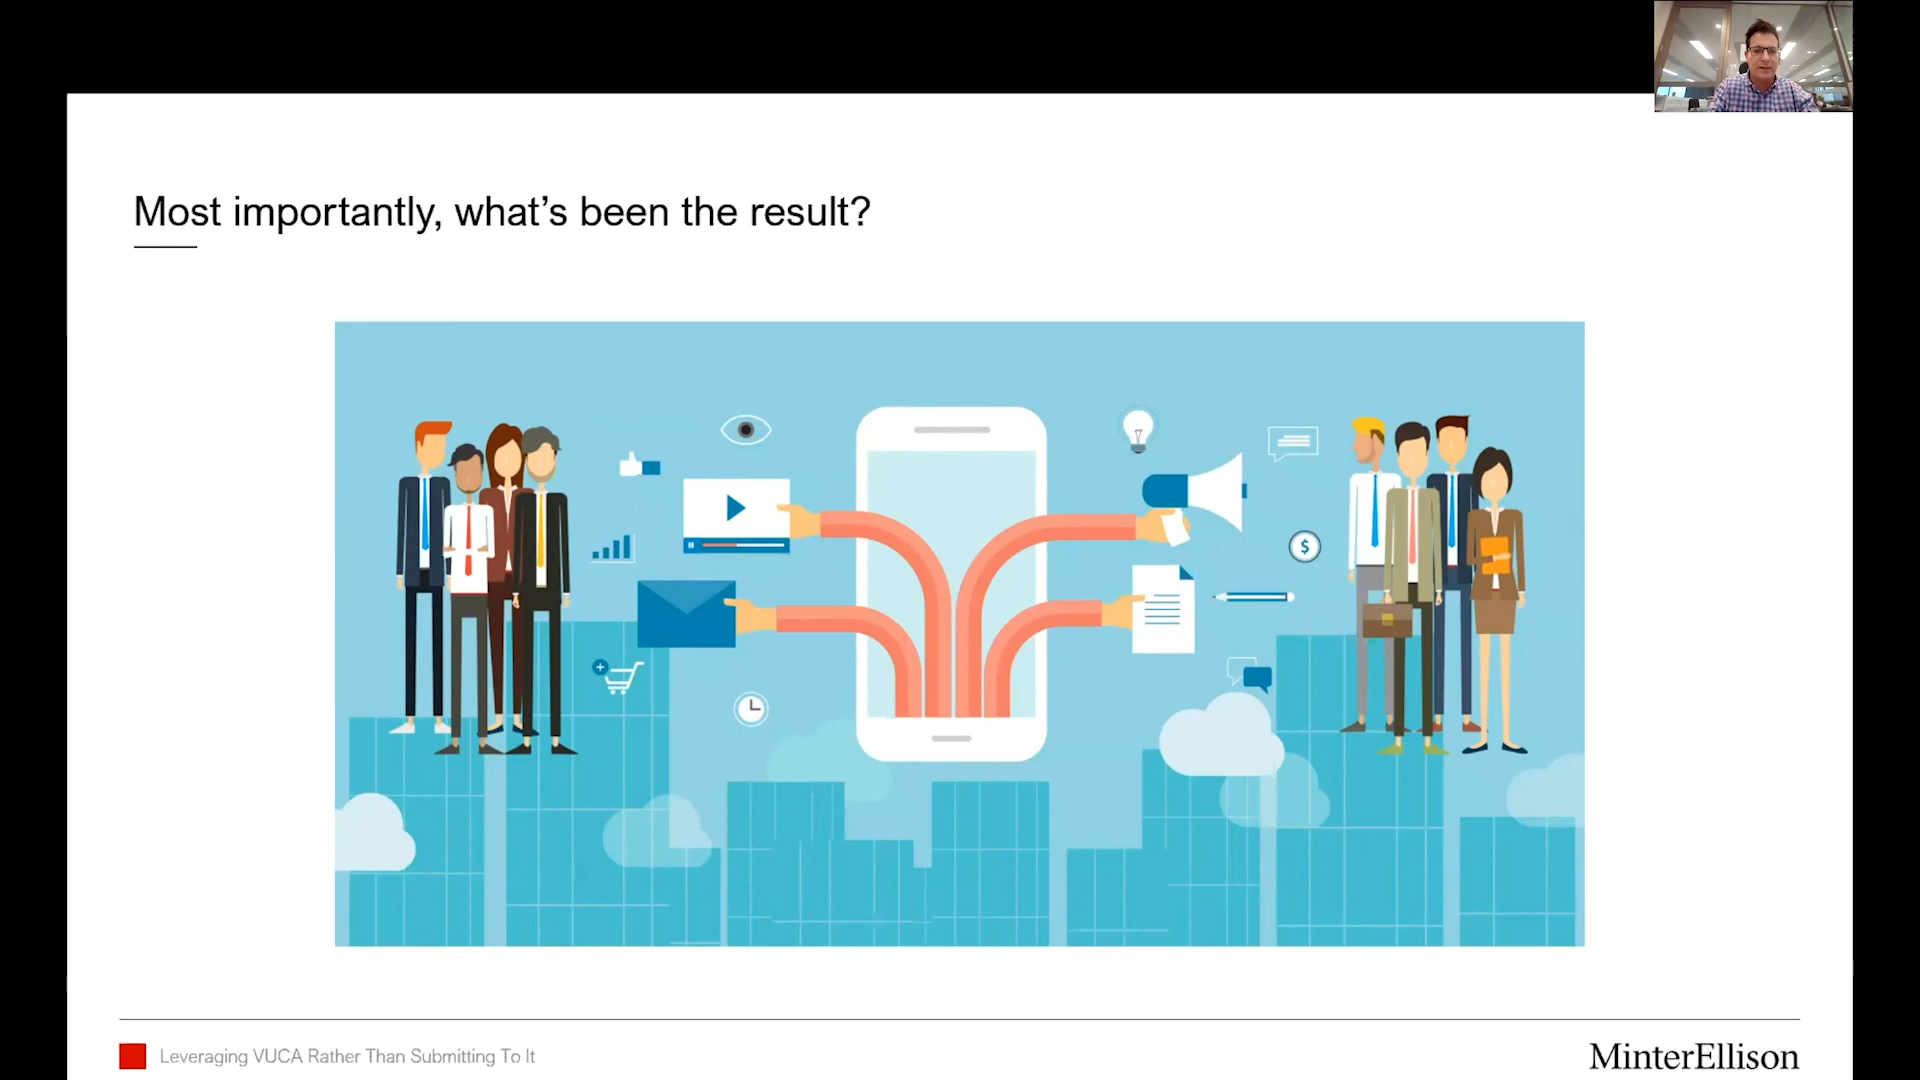 Most importantly, what's been the result?
$
Leveraging VUCA Rather Than Submitting To It
MinterEllison